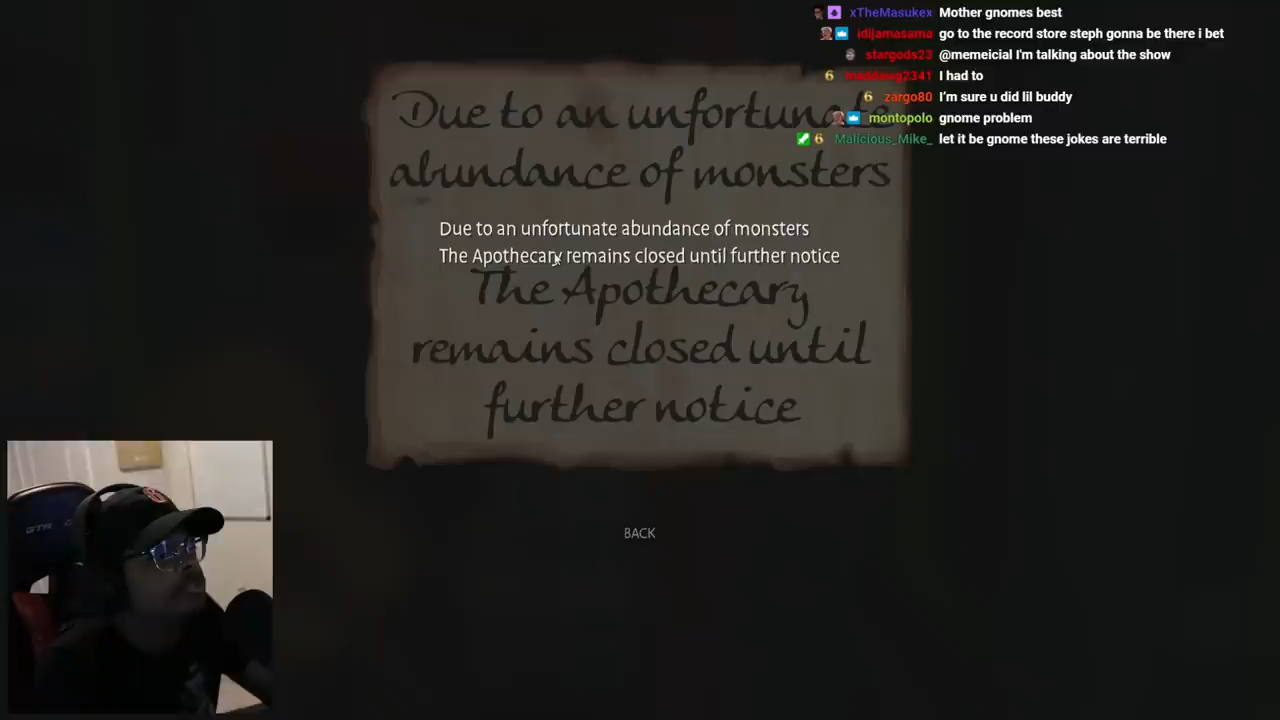 xTheMasukex Mother gnomes best
idijamasama go to the record store steph gonna be there i bet
stargods23 @memeicial I'm talking about the show
maddawg2341 I had to
zargo80 I'm sure u did lil buddy
montopolo gnome problem
Malicious_Mike_ let it be gnome these jokes are terrible
Due to an unfortunate
abundance of monsters
Due to an unfortunate abundance of monsters
The Apothecary remains closed until further notice
The Apothecary
remains closed until
further notice
BACK
GTR